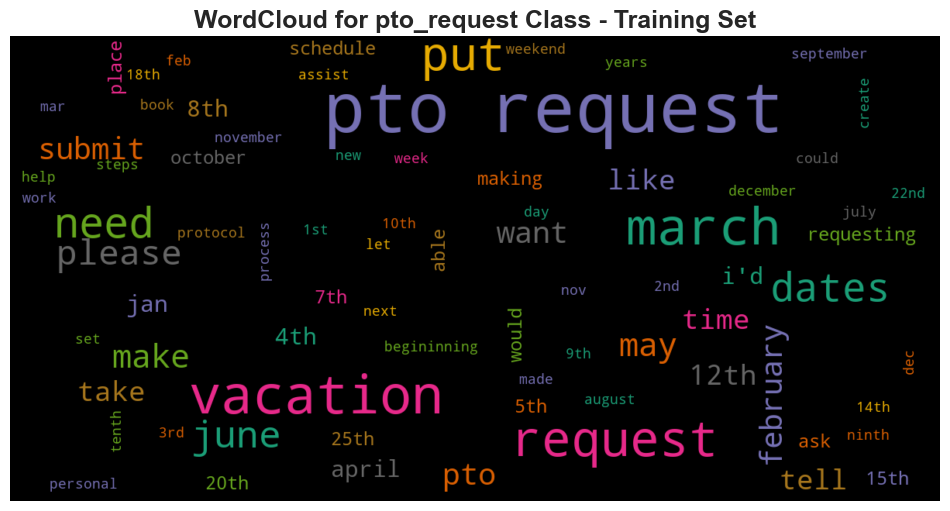 WordCloud for pto_request Class - Training Set
place
feb
schedule
put
weekend
years
september
18th
assist
mar
book
8th
pto request
create
submit
november
october
steps
new
week
could
help
work
making
like
december
22nd
need
please
protocol
process
1st
10th
let
able
day
want
march
july
requesting
jan
7th
next
nov
2nd
i'd
dates
set
make
4th
begininning
would
9th
time
may
february
12th
dec
take
vacation
made
5th
august
14th
tenth
3rd
june
25th
request
ask
ninth
personal
20th
april
pto
tell
15th